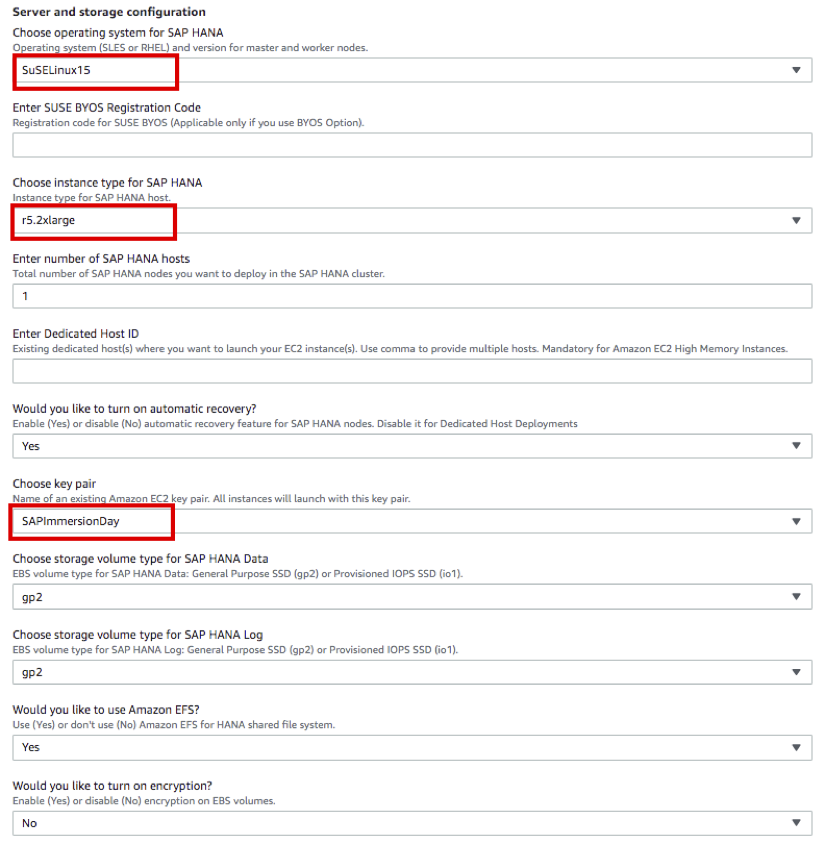 Server and storage configuration
Choose operating system for SAP HANA
Operating system (SLES or RHEL) and version for master and worker nodes.
SuSELinux15
Enter SUSE BYOS Registration Code
Registration code for SUSE BYOS (Applicable only if you use BYOS Option).
Choose instance type for SAP HANA
Instance type for SAP HANA host.
r5.2xlarge
Enter number of SAP HANA hosts
Total number of SAP HANA nodes you want to deploy in the SAP HANA cluster.
1
Enter Dedicated Host ID
Existing dedicated host(s) where you want to launch your EC2 instance(s). Use comma to provide multiple hosts. Mandatory for Amazon EC2 High Memory Instances.
Would you like to turn on automatic recovery?
Enable (Yes) or disable (No) automatic recovery feature for SAP HANA nodes. Disable it for Dedicated Host Deployments
Yes
Choose key pair
Name of an existing Amazon EC2 key pair. All instances will launch with this key pair.
SAPImmersionDay
Choose storage volume type for SAP HANA Data
EBS volume type for SAP HANA Data: General Purpose SSD (gp2) or Provisioned IOPS SSD (io1).
gp2
Choose storage volume type for SAP HANA Log
EBS volume type for SAP HANA Log: General Purpose SSD (gp2) or Provisioned IOPS SSD (io1).
gp2
Would you like to use Amazon EFS?
Use (Yes) or don't use (No) Amazon EFS for HANA shared file system.
Yes
Would you like to turn on encryption?
Enable (Yes) or disable (No) encryption on EBS volumes.
No